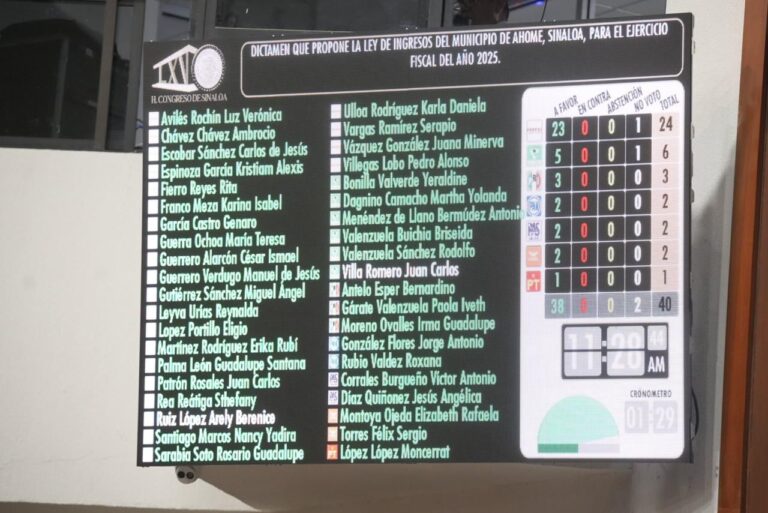 DICTAMEN QUE PROPONE LA LEY DE INGRESOS DEL MUNICIPIO DE AHOME, SINALOA, PARA EL EJERCICIO
FISCAL DEL AÑO 2025.
LXV
H. CONGRESO DE SINALOA
Avilés Rochín Luz Verónica
Chávez Chávez Ambrocio
Escobar Sánchez Carlos de Jesús
Espinoza García Kristiam Alexis
Fierro Reyes Rita
Franco Meza Karina Isabel
García Castro Genaro
Guerra Ochoa María Teresa
Guerrero Alarcón César Ismael
Guerrero Verdugo Manuel de Jesús
Gutiérrez Sánchez Miguel Ángel
Leyva Urías Reynalda
Lopez Portillo Eligio
Martínez Rodríguez Erika Rubí
Palma León Guadalupe Santana
Patrón Rosales Juan Carlos
Rea Reátiga Sthefany
Ruiz López Arely Berenice
Santiago Marcos Nancy Yadira
Sarabia Soto Rosario Guadalupe
Ulloa Rodríguez Karla Daniela
Vargas Ramírez Serapio
Vázquez González Juana Minerva
Villegas Lobo Pedro Alonso
Bonilla Valverde Yeraldine
Dagnino Camacho Martha Yolanda
Menéndez de Llano Bermúdez Antonio
Valenzuela Buichia Briseida
Valenzuela Sánchez Rodolfo
Villa Romero Juan Carlos
Antelo Esper Bernardino
Gárate Valenzuela Paola Iveth
Moreno Ovalles Irma Guadalupe
González Flores Jorge Antonio
Rubio Valdez Roxana
Corrales Burgueño Víctor Antonio
Díaz Quiñonez Jesús Angélica
Montoya Ojeda Elizabeth Rafaela
Torres Félix Sergio
PT López López Moncerrat
A FAVOR EN CONTRA ABSTENCIÓN NO VOTO TOTAL
23 0 0 1 24
5 0 0 1 6
3 0 0 0 3
2 0 0 0 2
2 0 0 0 2
2 0 0 0 2
PT 1 0 0 0 1
38 0 0 2 40
11:28 44
AM
CRÓNOMETRO
01:29